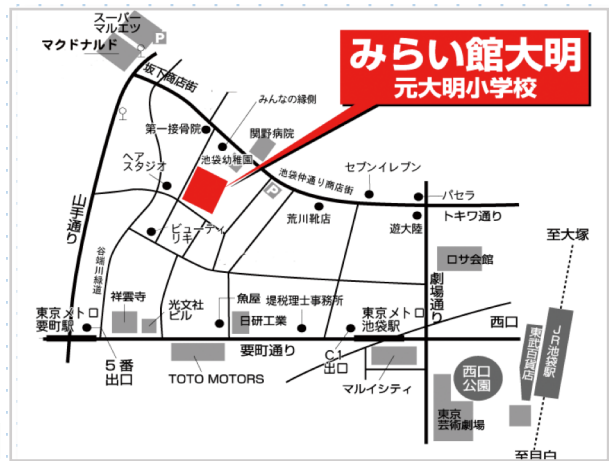 スーパー
マルエツ
P
マクドナルド
坂下商店街
みらい館大明
元大明小学校
みんなの縁側
第一接骨院
関野病院
池袋幼稚園
ヘア
スタジオ
セブンイレブン
池袋仲通り商店街
P
パセラ
荒川靴店
トキワ通り
遊大陸
山手通り
ビューティ
リキ
至大塚
谷端川緑道
ロサ会館
劇場通り
祥雲寺
光文社
ビル
魚屋
日研工業
堤税理士事務所
東京メトロ
要町駅
東京メトロ
池袋駅
西口
JR池袋駅
東武百貨店
5番
出口
要町通り
C1
出口
TOTO MOTORS
マルイシティ
西口
公園
東京
芸術劇場
至目白